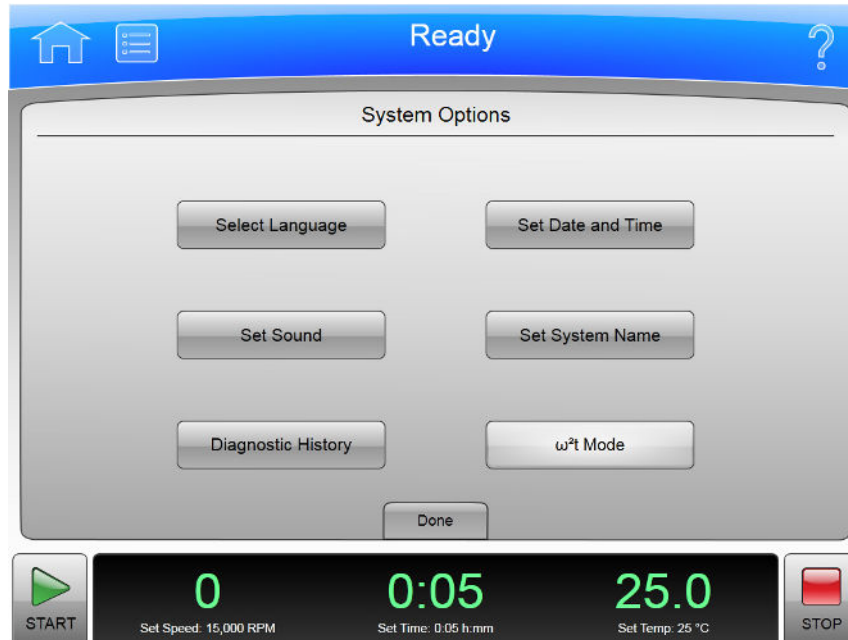 Ready
?
System Options
Select Language
Set Date and Time
Set Sound
Set System Name
Diagnostic History
ω²t Mode
Done
START
0
Set Speed: 15,000 RPM
0:05
Set Time: 0:05 h:mm
25.0
Set Temp: 25 °C
STOP